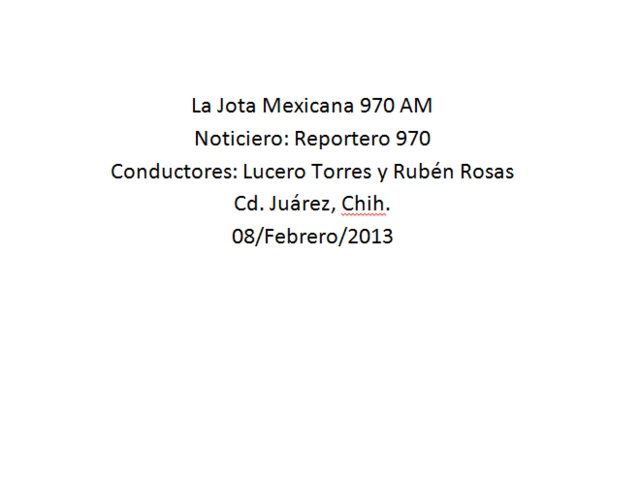 La Jota Mexicana 970 AM
Noticiero: Reportero 970
Conductores: Lucero Torres y Rubén Rosas
Cd. Juárez, Chih.
08/Febrero/2013